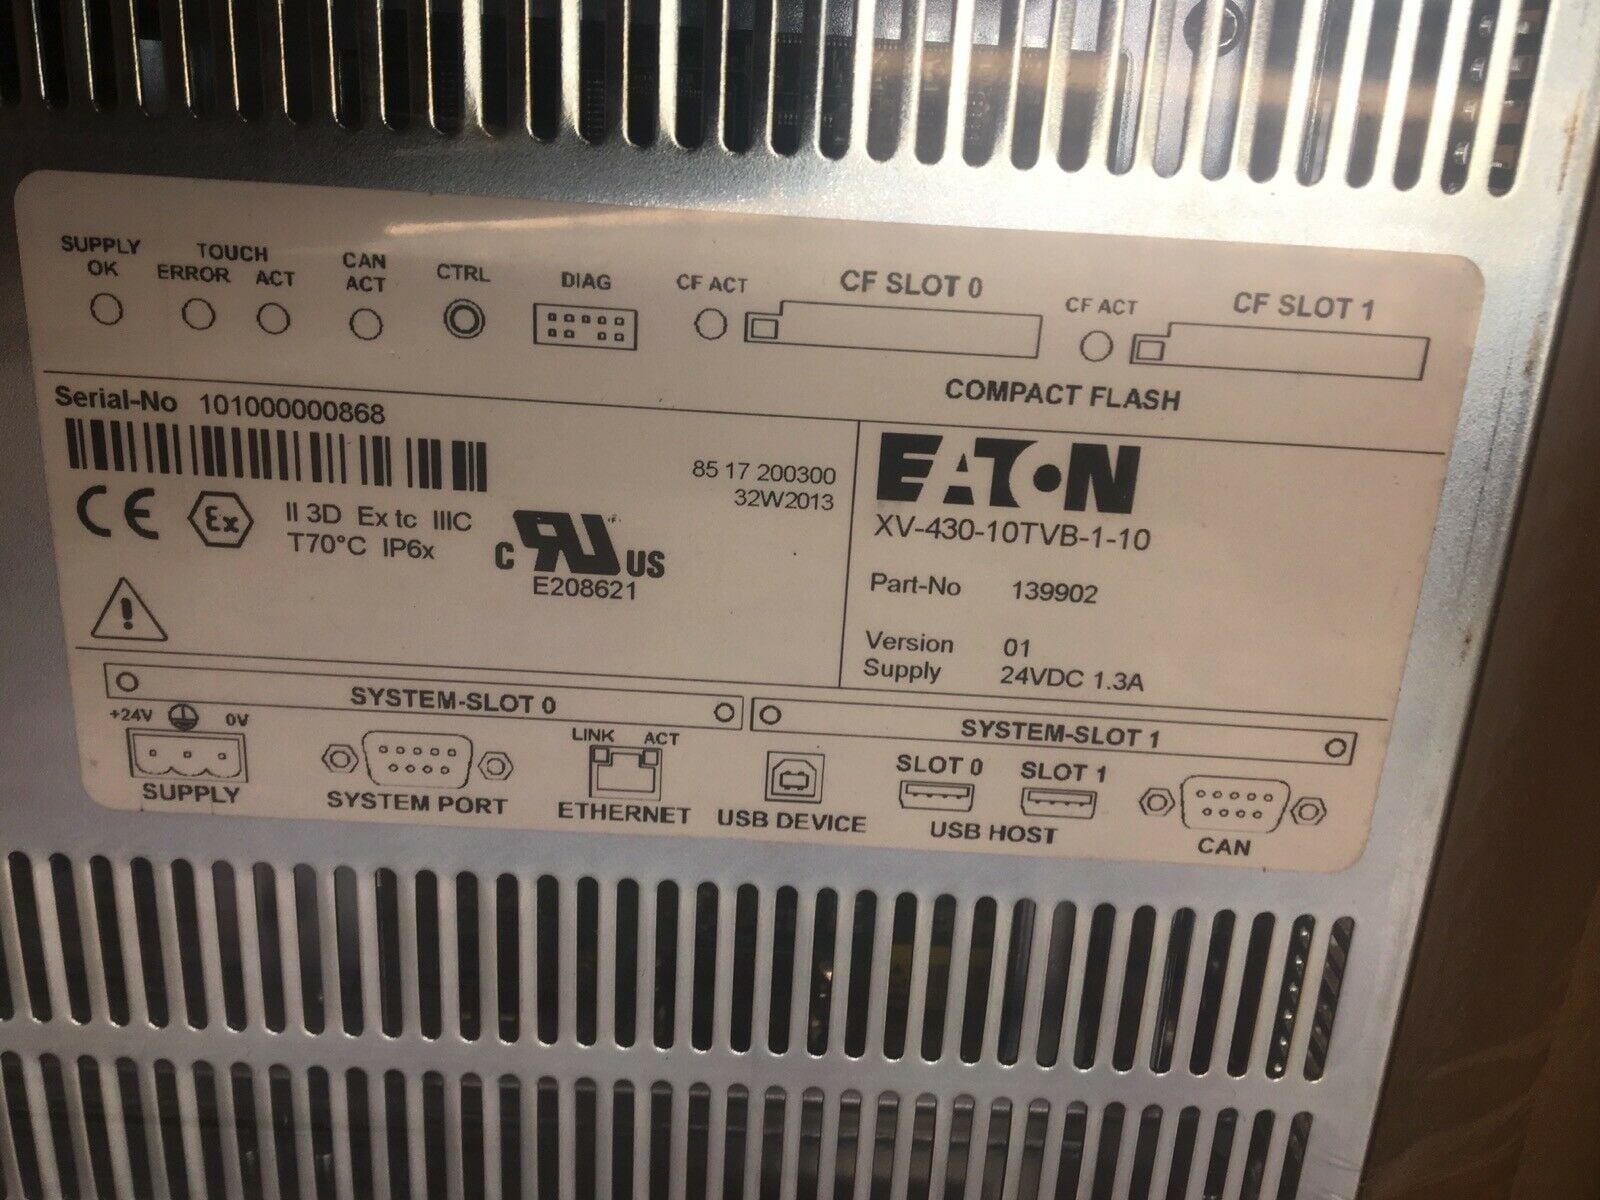 SUPPLY OK
TOUCH
ERROR ACT
CAN ACT
CTRL
DIAG
CF ACT
CF SLOT 0
CF ACT
CF SLOT 1
COMPACT FLASH
Serial-No 101000000868
85 17 200300
32W2013
CE Ex II 3D Ex tc IIIC
T70°C IP6x
C RU US
E208621
EATON
XV-430-10TVB-1-10
Part-No 139902
Version 01
Supply 24VDC 1.3A
SYSTEM-SLOT 0
SYSTEM-SLOT 1
+24V 0V
SUPPLY
SYSTEM PORT
LINK ACT
ETHERNET
USB DEVICE
SLOT 0 SLOT 1
USB HOST
CAN